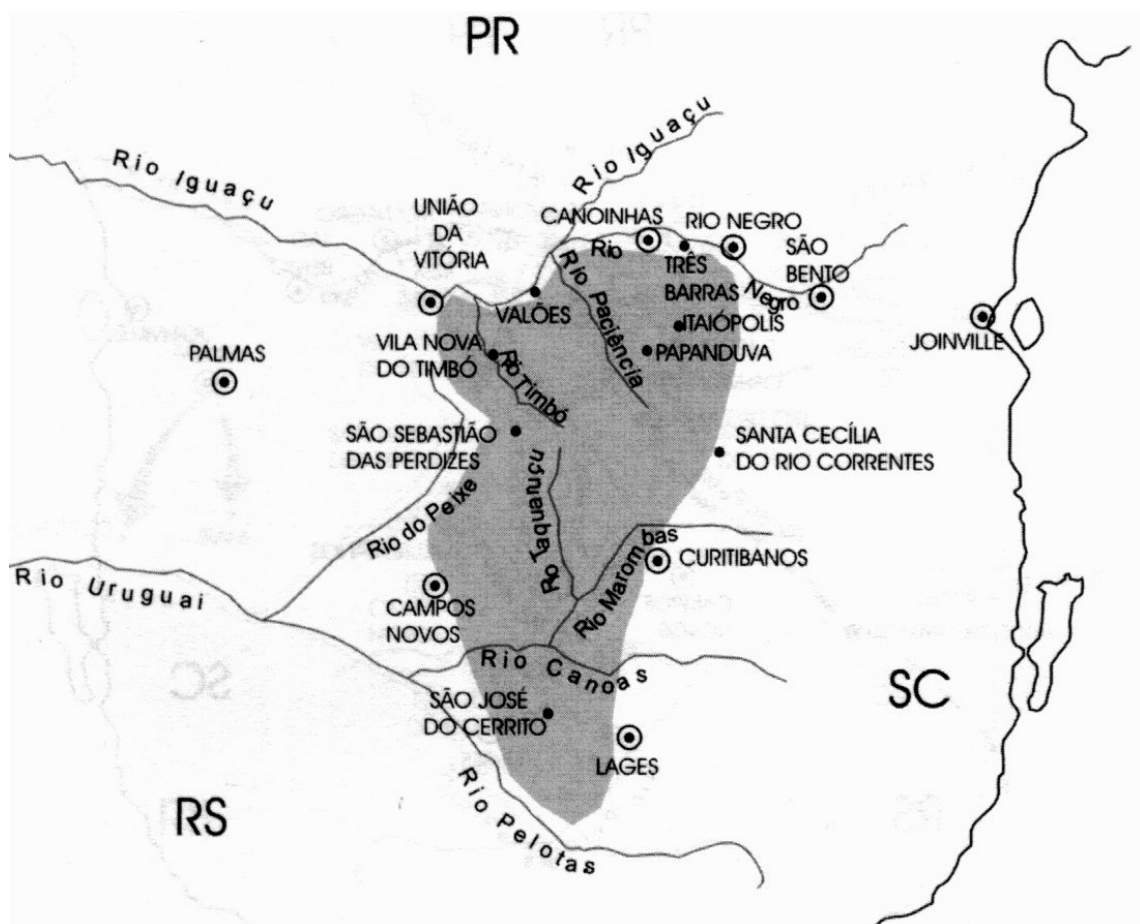 PR
Rio Iguaçu
Rio Iguaçu
UNIÃO
DA
VITÓRIA
CANOINHAS
RIO NEGRO
SÃO
BENTO
Rio
Negro
TRÊS
BARRAS
Rio Paciência
VALÕES
ITAIÓPOLIS
JOINVILLE
PALMAS
VILA NOVA
DO TIMBÓ
Rio Timbó
PAPANDUVA
SÃO SEBASTIÃO
DAS PERDIZES
SANTA CECÍLIA
DO RIO CORRENTES
Rio do Peixe
Rio Taquaruçu
Rio Marombas
CURITIBANOS
Rio Uruguai
CAMPOS
NOVOS
Rio Canoas
SC
SÃO JOSÉ
DO CERRITO
LAGES
RS
Rio Pelotas